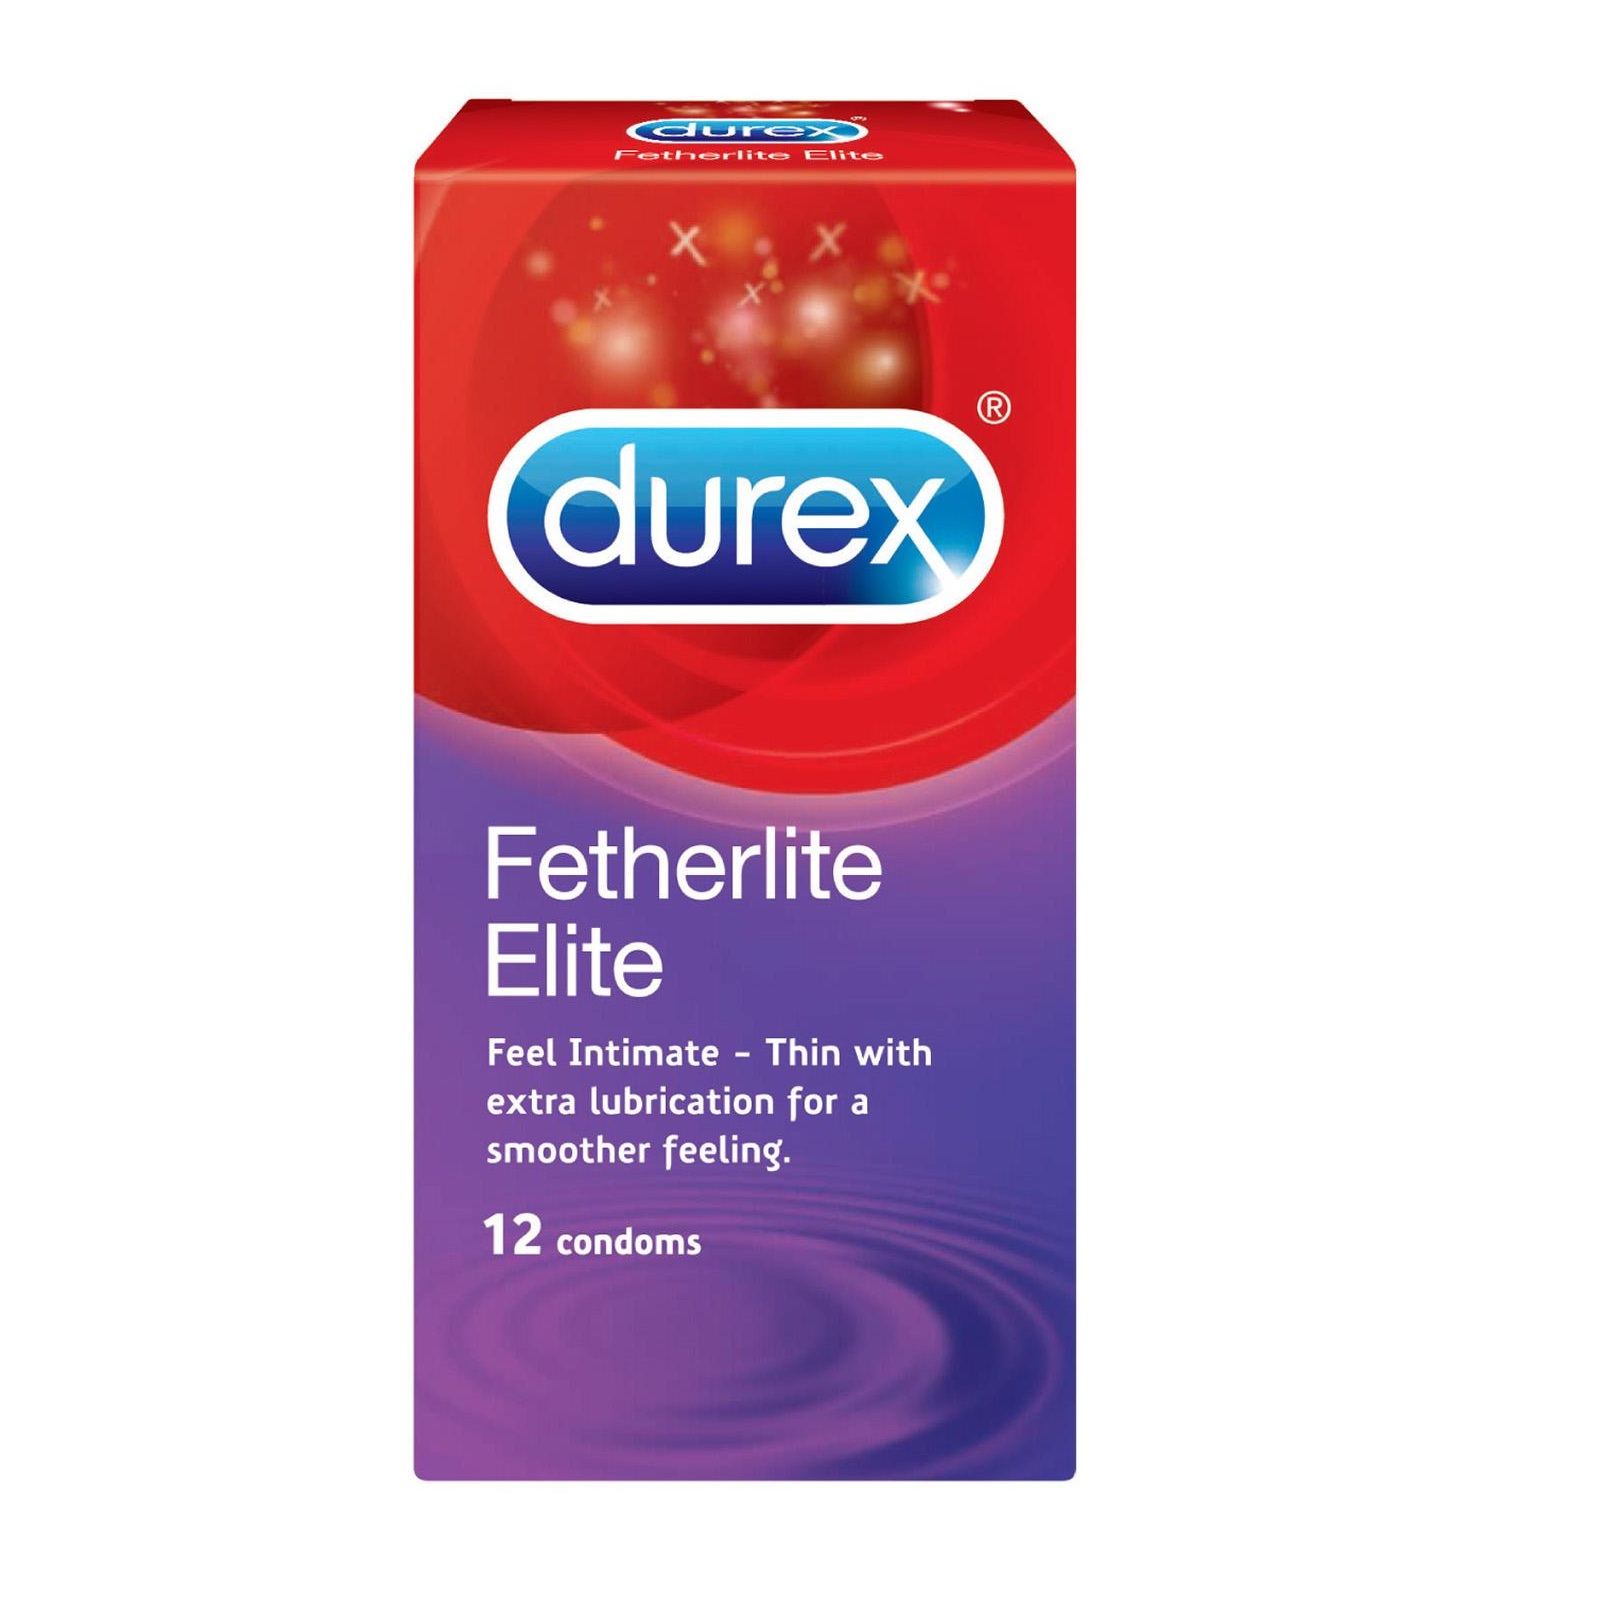 durex®
Fetherlite Elite
®
durex
Fetherlite
Elite
Feel Intimate – Thin with
extra lubrication for a
smoother feeling.
12 condoms